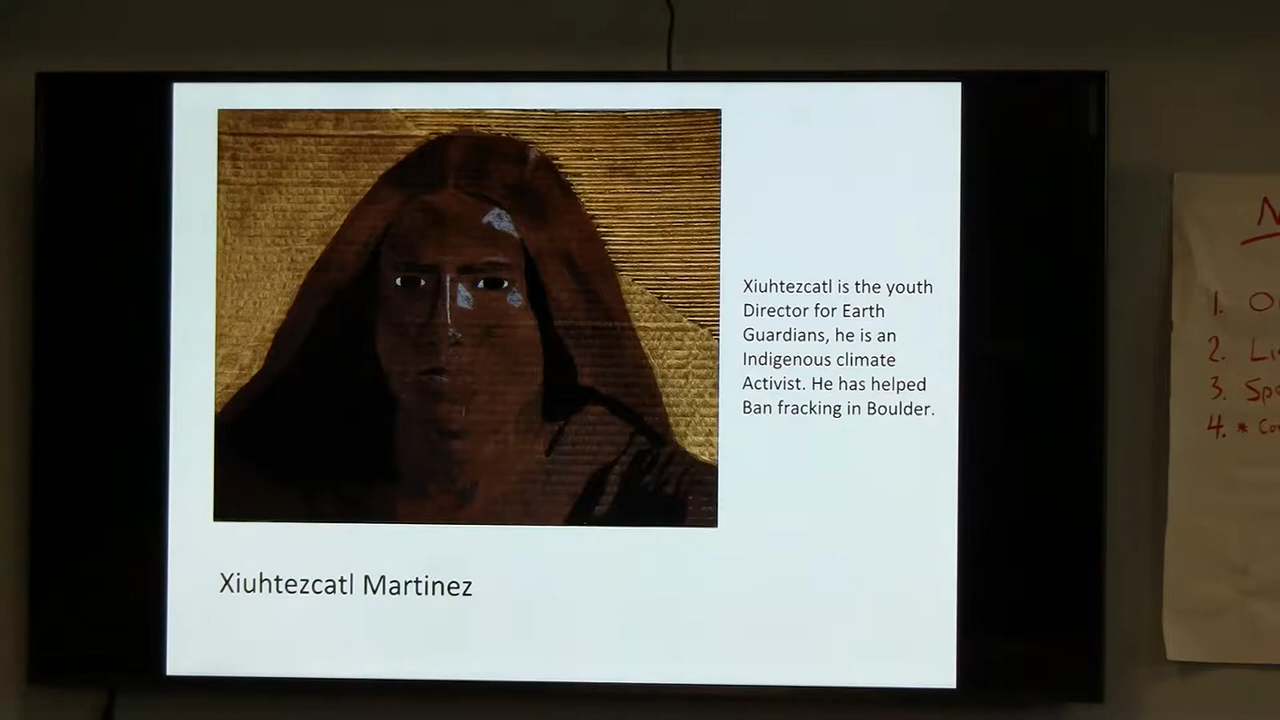 Xiuhtezcatl is the youth
Director for Earth
Guardians, he is an
Indigenous climate
Activist. He has helped
Ban fracking in Boulder.
Xiuhtezcatl Martinez
1.
2.
3.
4. *